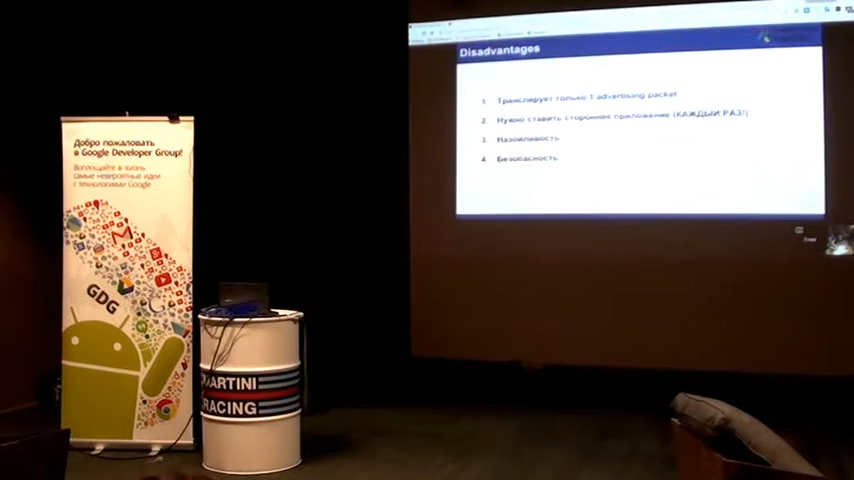 Disadvantages
1. Транслирует только 1 advertising packet
2. Нужно ставить стороннее приложение (КАЖДЫЙ РАЗ!)
3. Назойливость
4. Безопасность
Добро пожаловать
в Google Developer Group!
Воплощайте в жизнь
самые невероятные идеи
с технологиями Google
GDG
MARTINI
RACING